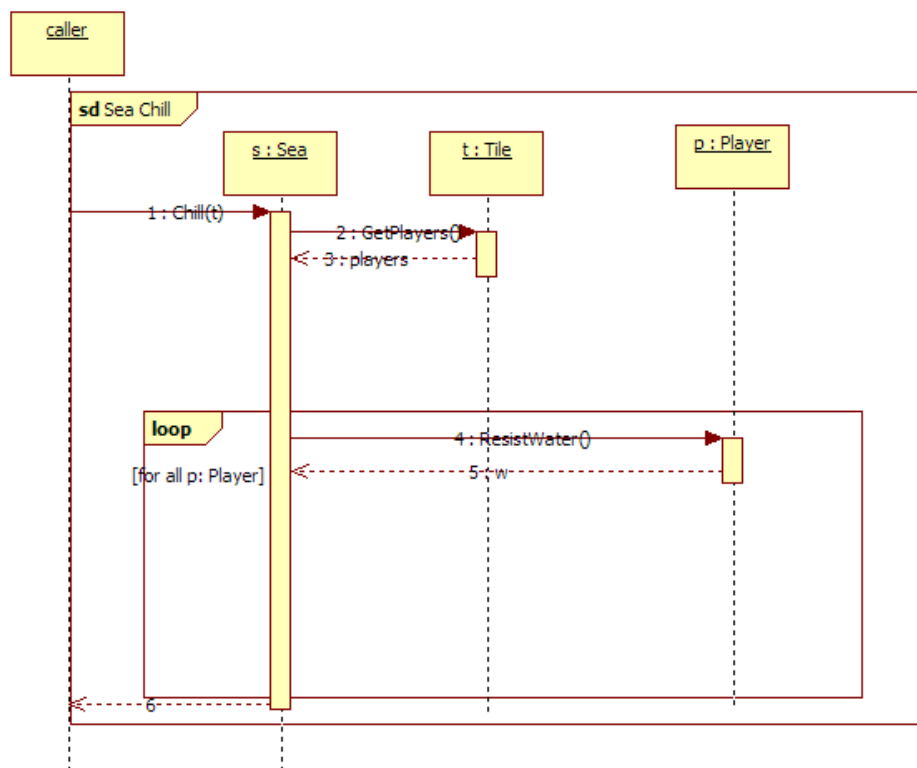 caller
sd Sea Chill
s : Sea
t : Tile
p : Player
1 : Chill(t)
2 : GetPlayers()
3 : players
loop
4 : ResistWater()
[for all p: Player]
5 : w
6